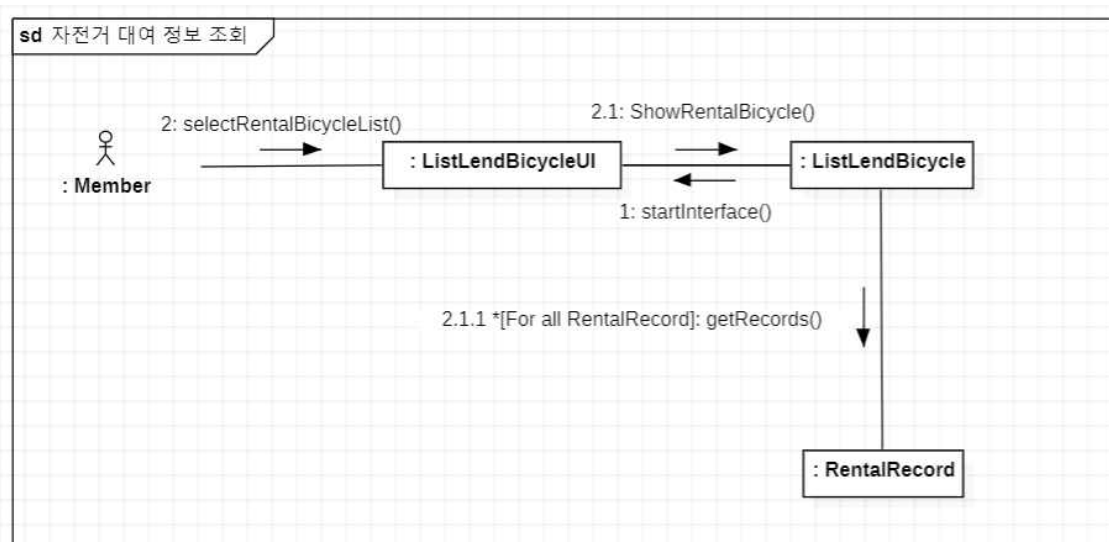 sd 자전거 대여 정보 조회
2: selectRentalBicycleList()
2.1: ShowRentalBicycle()
: Member
: ListLendBicycleUI
: ListLendBicycle
1: startInterface()
2.1.1 *[For all RentalRecord]: getRecords()
: RentalRecord